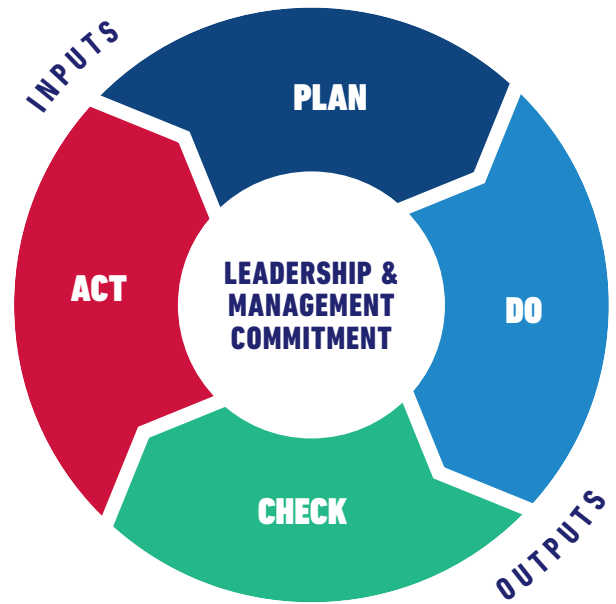 INPUTS
PLAN
ACT
LEADERSHIP &
MANAGEMENT
COMMITMENT
DO
CHECK
OUTPUTS